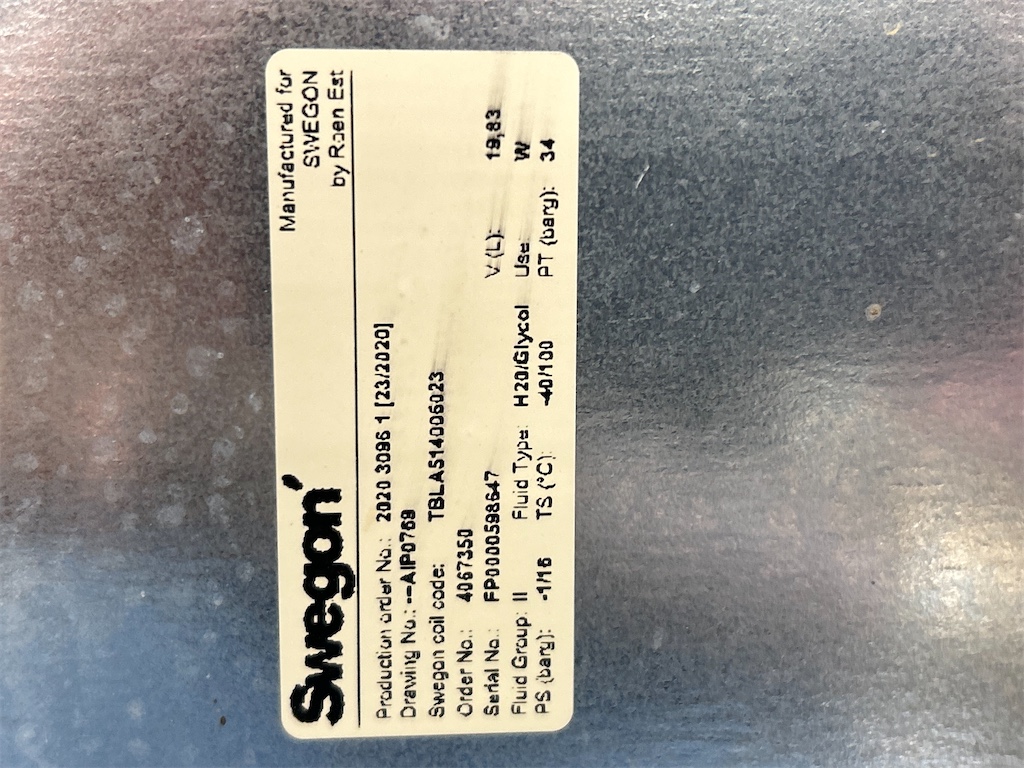 Swegon
Manufactured for
SWEGON
by Roen Est
Production order No.: 2020 3096 1 [23/2020]
Drawing No.: --AIP0769
Swegon coil code: TBLA514006023
Order No.: 4067350
Serial No.: FP0000598647 V (L): 19,83
Fluid Group: II Fluid Type: H20/Glycol Use: W
PS (barg): -1/16 TS (°C): -40/100 PT (barg): 34